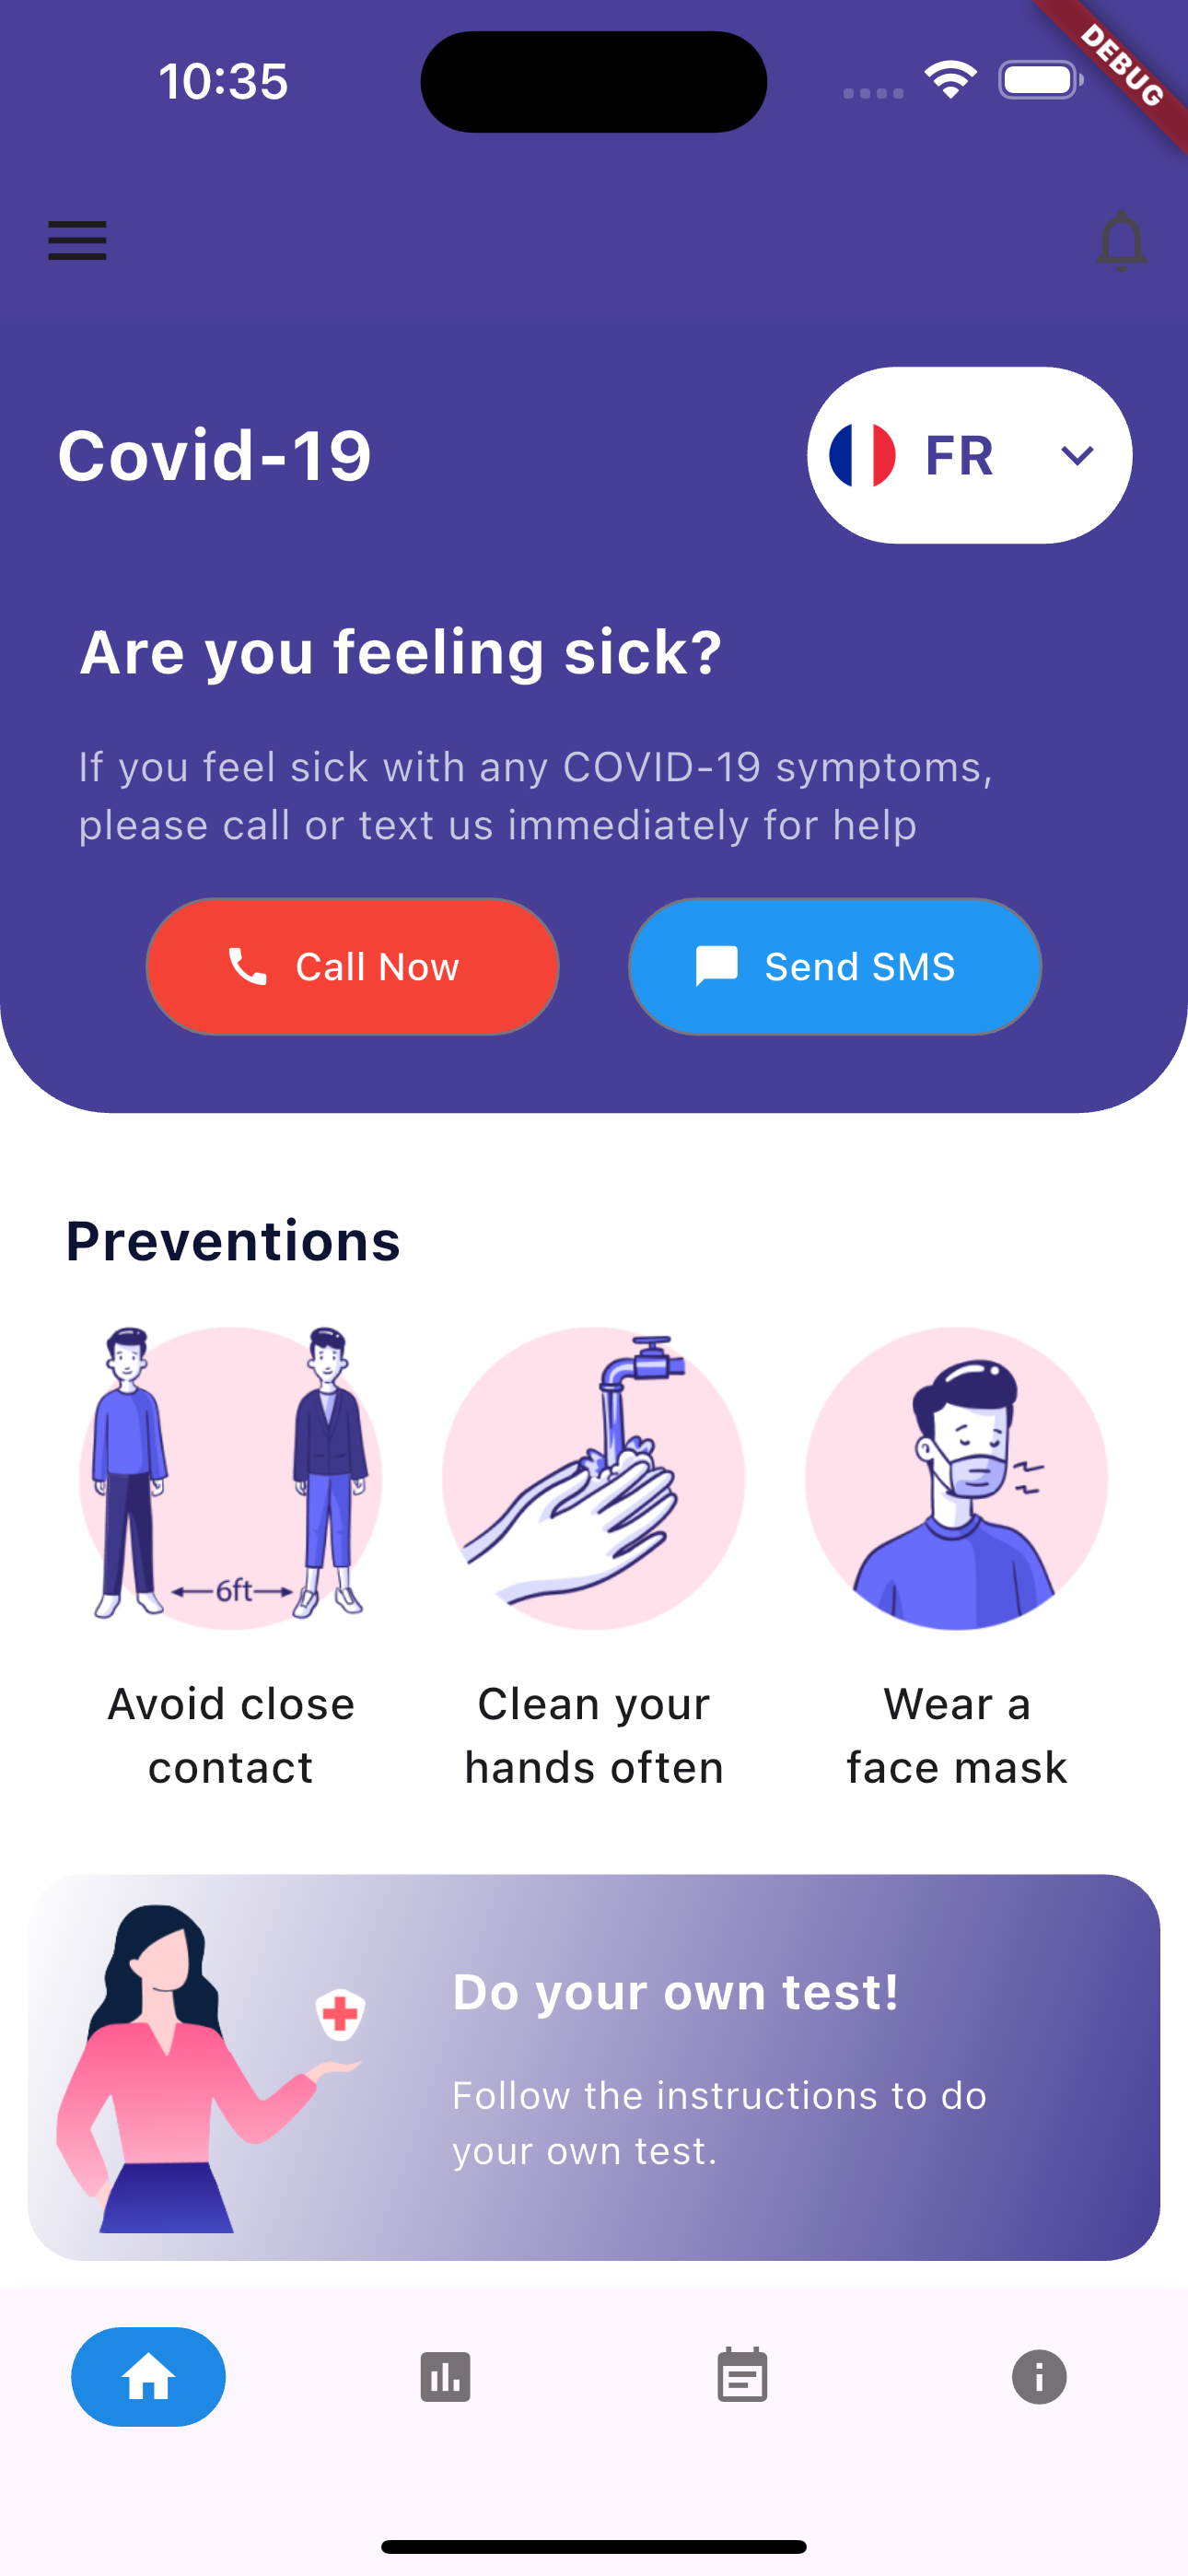 10:35
DEBUG
Covid-19
FR
Are you feeling sick?
If you feel sick with any COVID-19 symptoms,
please call or text us immediately for help
Call Now
Send SMS
Preventions
6ft
Avoid close
contact
Clean your
hands often
Wear a
face mask
Do your own test!
Follow the instructions to do
your own test.